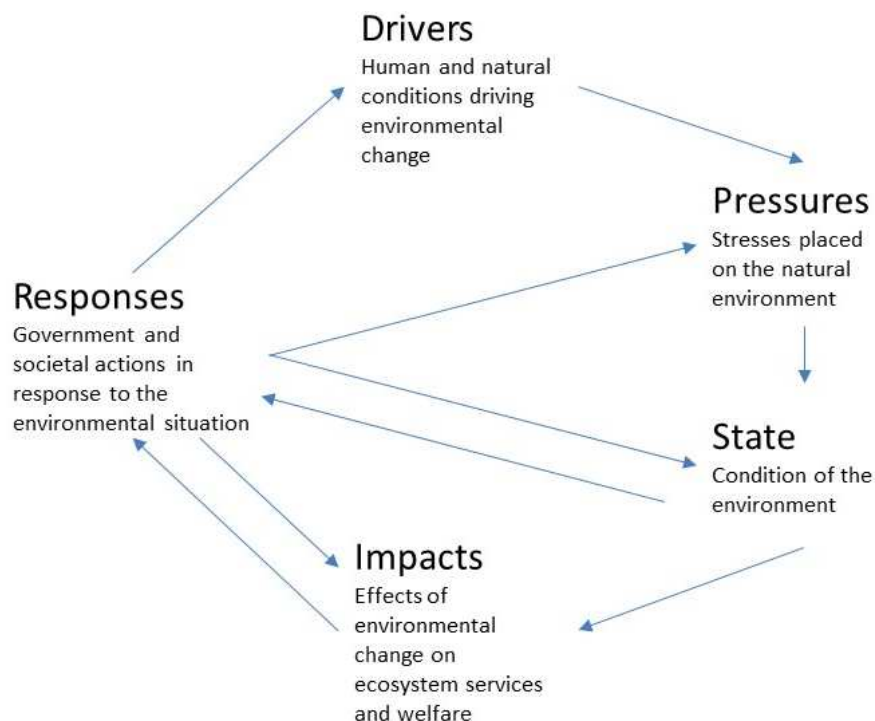 Drivers
Human and natural
conditions driving
environmental
change
Pressures
Stresses placed
on the natural
environment
Responses
Government and
societal actions in
response to the
environmental situation
State
Condition of the
environment
Impacts
Effects of
environmental
change on
ecosystem services
and welfare